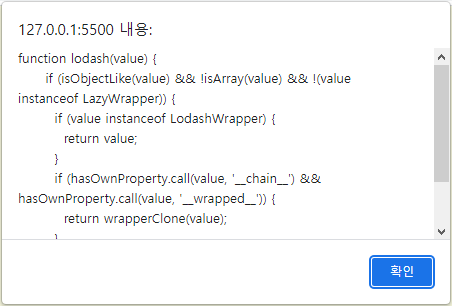 127.0.0.1:5500 내용:
function lodash(value) {
if (isObjectLike(value) && !isArray(value) && !(value
instanceof LazyWrapper)) {
if (value instanceof LodashWrapper) {
return value;
}
if (hasOwnProperty.call(value, '__chain__') &&
hasOwnProperty.call(value, '__wrapped__')) {
return wrapperClone(value);
}
확인